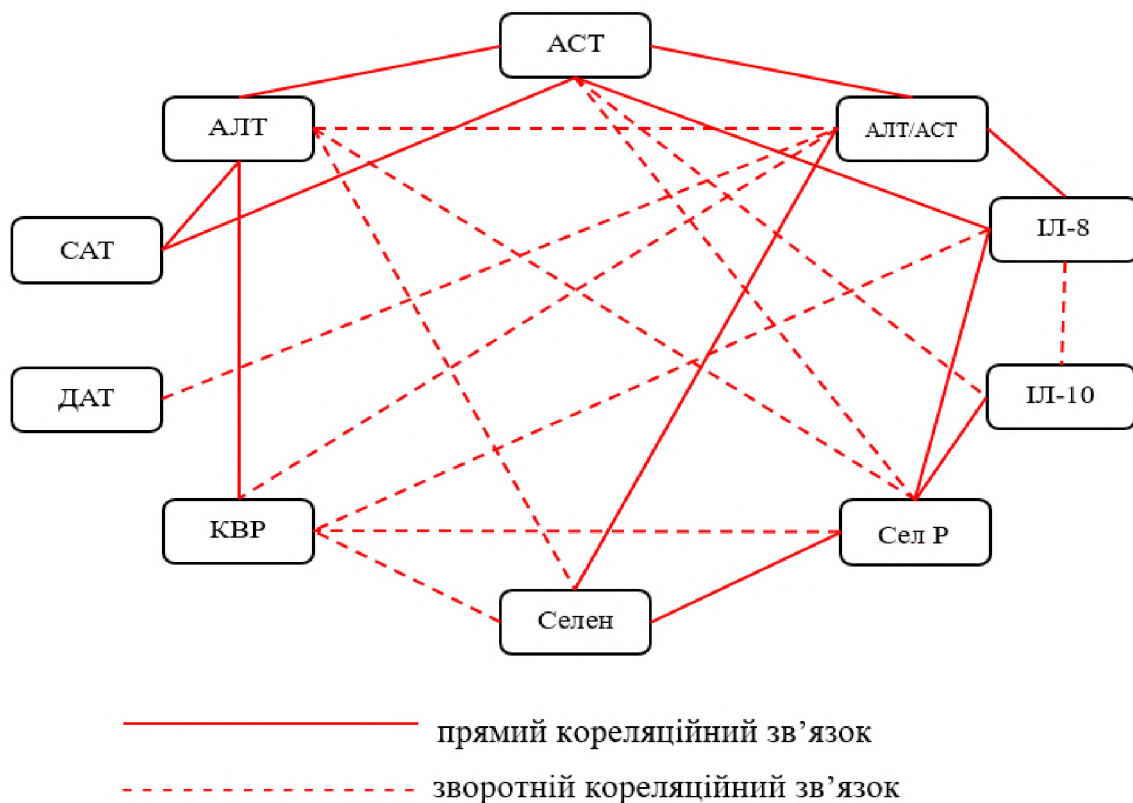 АСТ
АЛТ
АЛТ/АСТ
САТ
ІЛ-8
ДАТ
ІЛ-10
КВР
Сел Р
Селен
прямий кореляційний зв’язок
зворотній кореляційний зв’язок